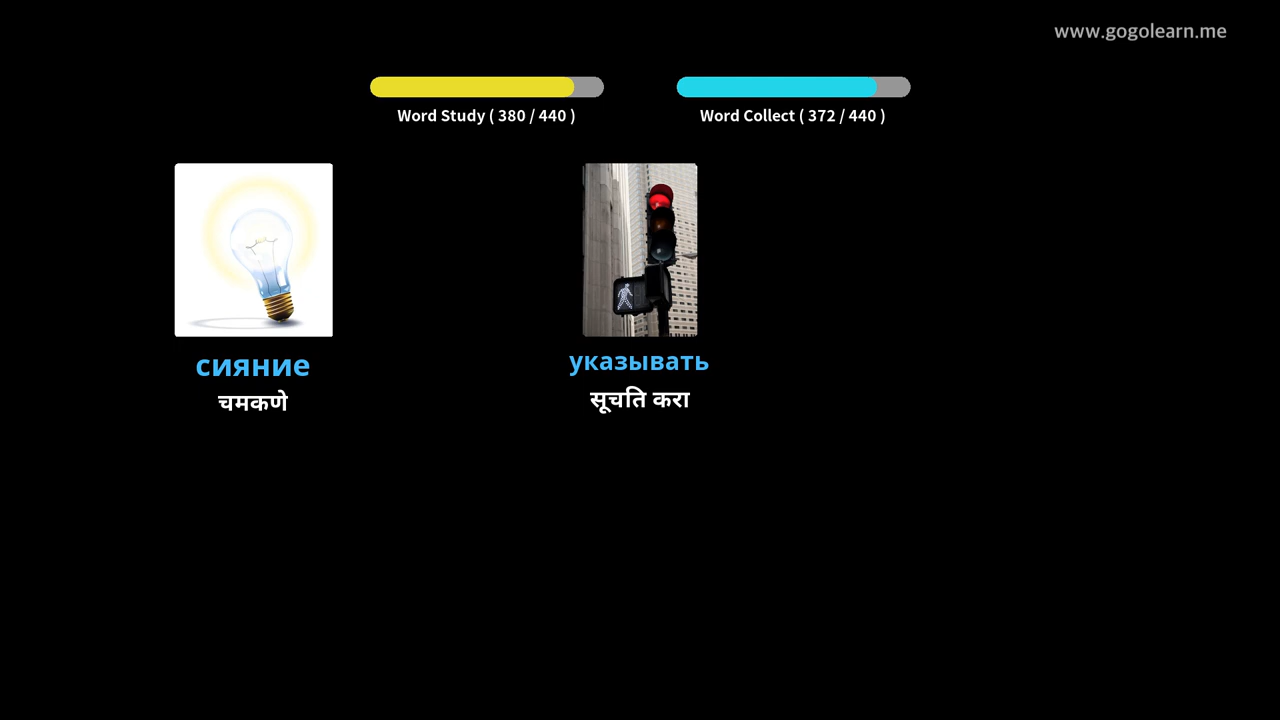 www.gogolearn.me
Word Study ( 380 / 440 )
Word Collect ( 372 / 440 )
сияние
चमकणे
указывать
सूचति करा